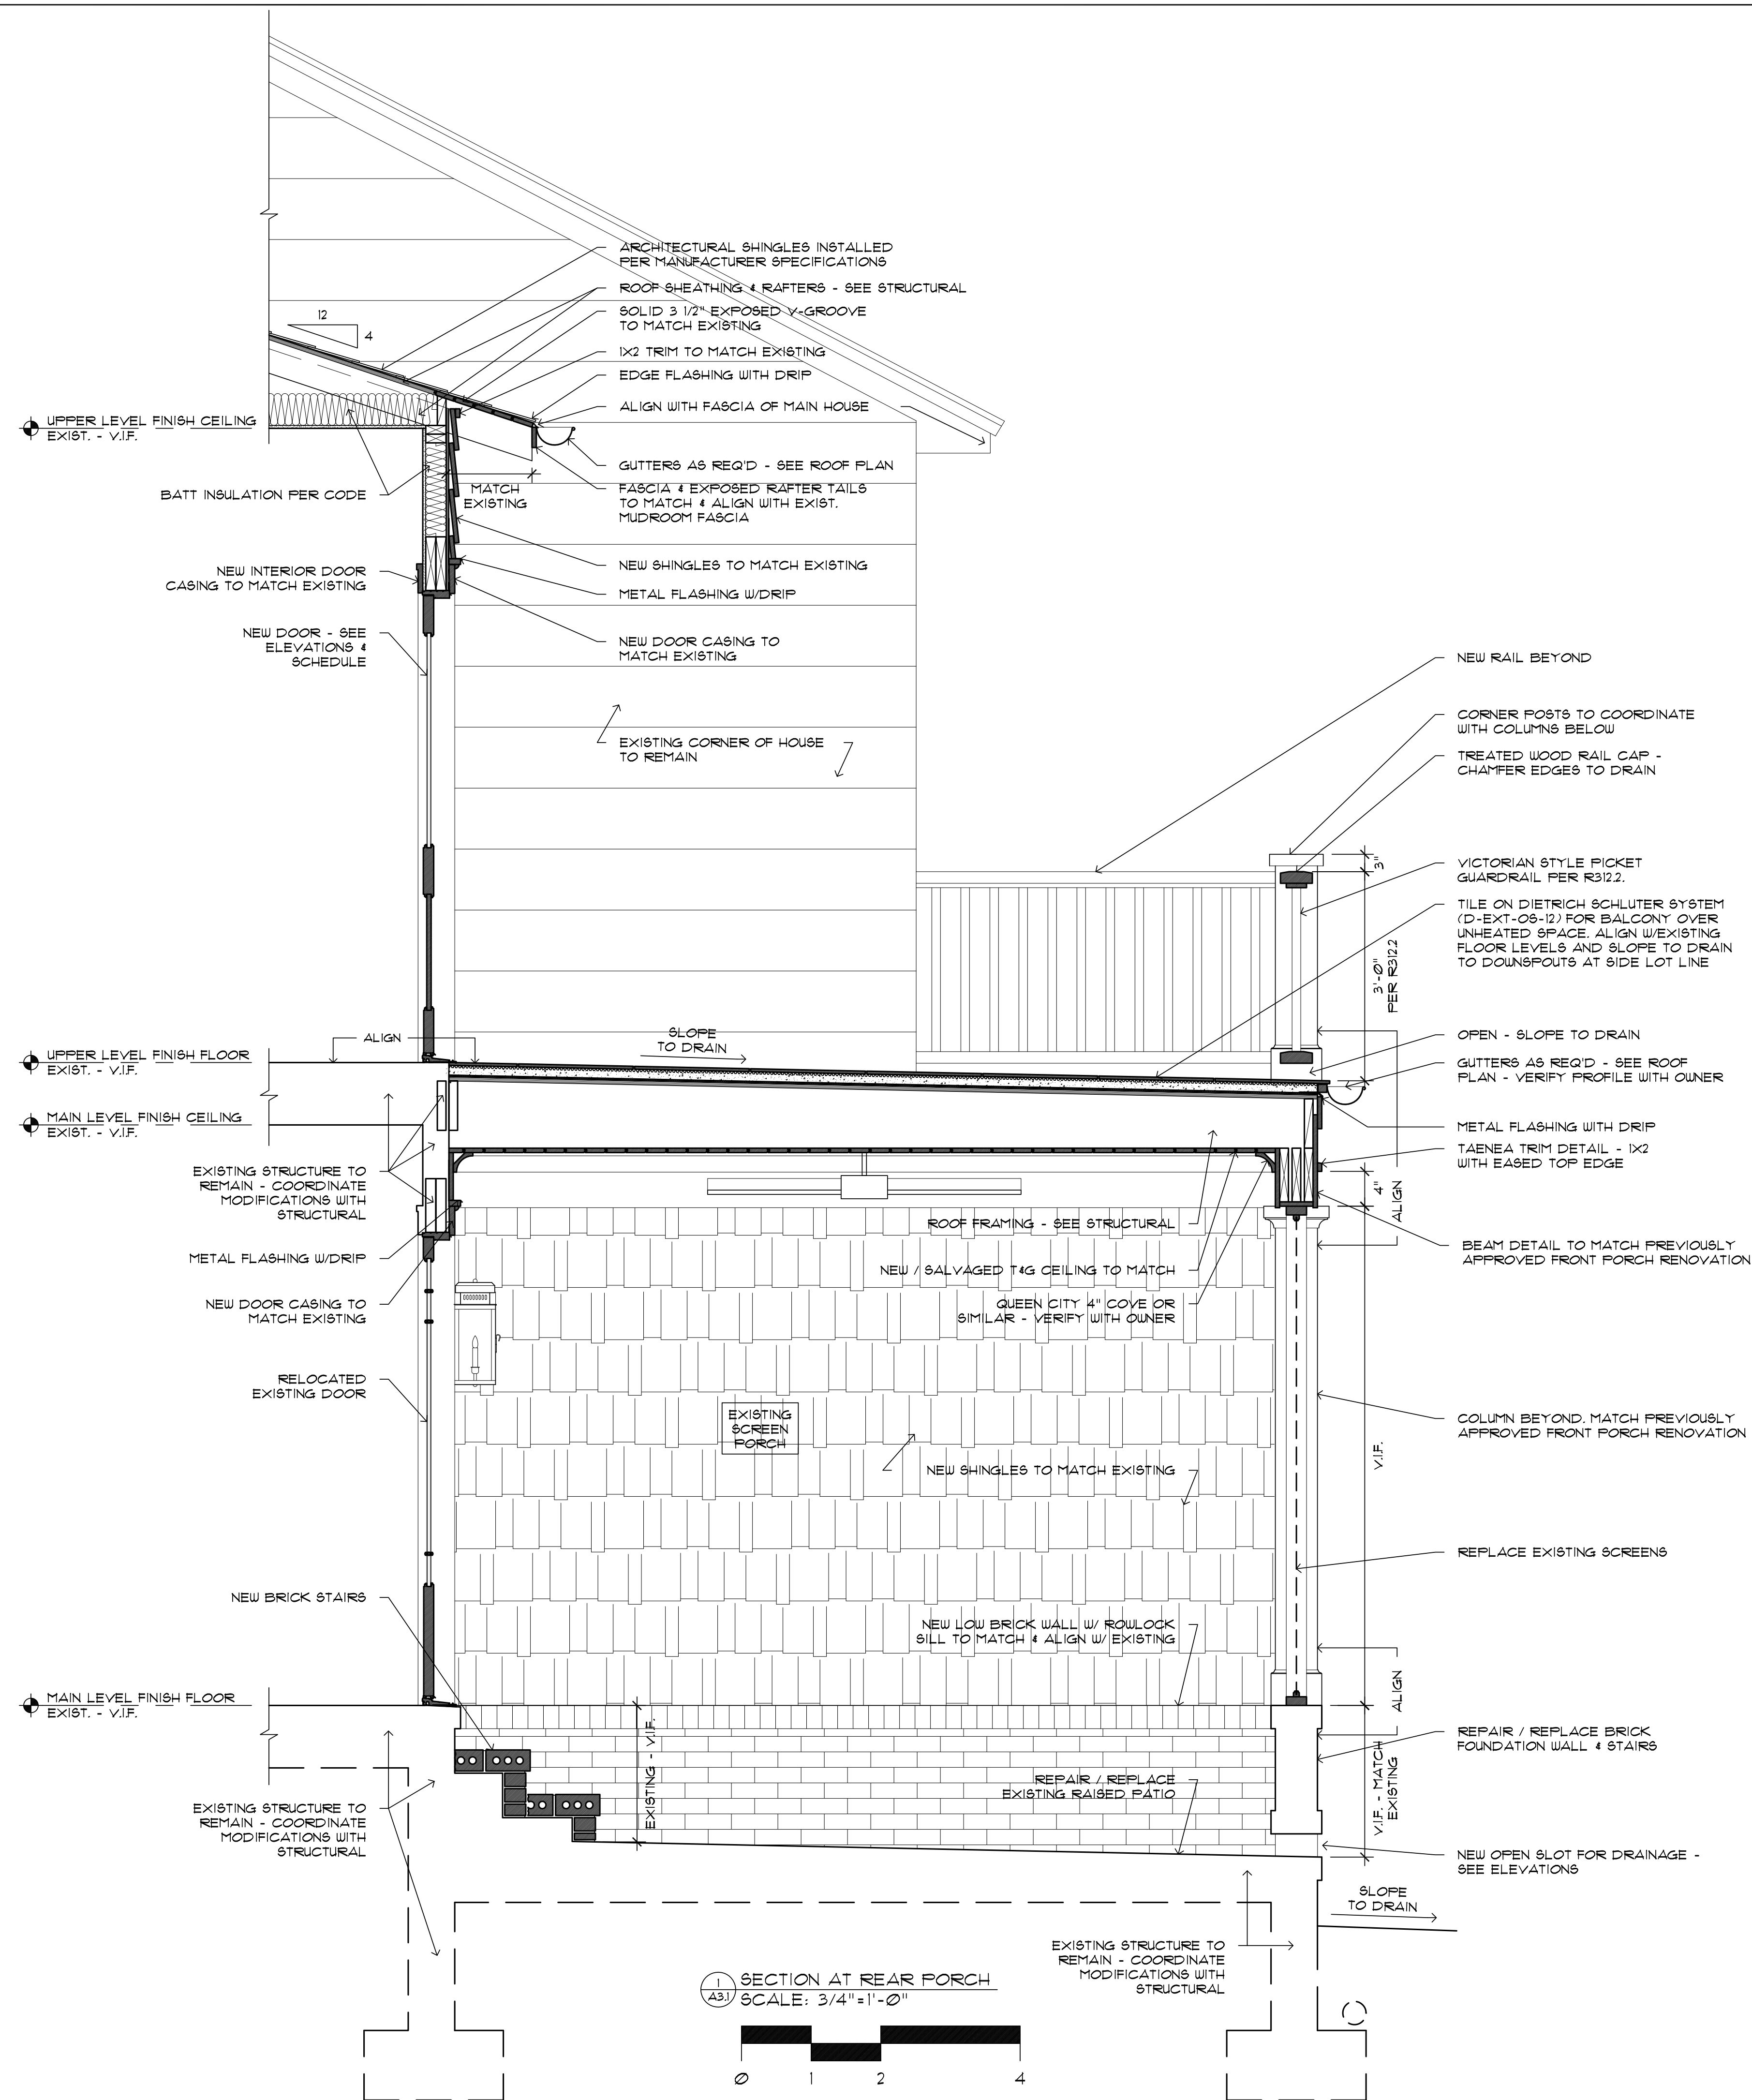 ARCHITECTURAL SHINGLES INSTALLED
PER MANUFACTURER SPECIFICATIONS
ROOF SHEATHING & RAFTERS - SEE STRUCTURAL
SOLID 3 1/2" EXPOSED V-GROOVE
TO MATCH EXISTING
12
4
1X2 TRIM TO MATCH EXISTING
EDGE FLASHING WITH DRIP
ALIGN WITH FASCIA OF MAIN HOUSE
UPPER LEVEL FINISH CEILING
EXIST. - V.I.F.
GUTTERS AS REQ'D - SEE ROOF PLAN
BATT INSULATION PER CODE
MATCH
EXISTING
FASCIA & EXPOSED RAFTER TAILS
TO MATCH & ALIGN WITH EXIST.
MUDROOM FASCIA
NEW SHINGLES TO MATCH EXISTING
NEW INTERIOR DOOR
CASING TO MATCH EXISTING
METAL FLASHING W/DRIP
NEW DOOR - SEE
ELEVATIONS &
SCHEDULE
NEW DOOR CASING TO
MATCH EXISTING
NEW RAIL BEYOND
CORNER POSTS TO COORDINATE
WITH COLUMNS BELOW
EXISTING CORNER OF HOUSE
TO REMAIN
TREATED WOOD RAIL CAP -
CHAMFER EDGES TO DRAIN
3"
VICTORIAN STYLE PICKET
GUARDRAIL PER R312.2.
TILE ON DIETRICH SCHLUTER SYSTEM
(D-EXT-OS-12) FOR BALCONY OVER
UNHEATED SPACE. ALIGN W/EXISTING
FLOOR LEVELS AND SLOPE TO DRAIN
TO DOWNSPOUTS AT SIDE LOT LINE
3'-0"
PER R312.2
ALIGN
SLOPE
TO DRAIN
OPEN - SLOPE TO DRAIN
UPPER LEVEL FINISH FLOOR
EXIST. - V.I.F.
GUTTERS AS REQ'D - SEE ROOF
PLAN - VERIFY PROFILE WITH OWNER
MAIN LEVEL FINISH CEILING
EXIST. - V.I.F.
METAL FLASHING WITH DRIP
TAENEA TRIM DETAIL - 1X2
WITH EASED TOP EDGE
EXISTING STRUCTURE TO
REMAIN - COORDINATE
MODIFICATIONS WITH
STRUCTURAL
4"
ALIGN
ROOF FRAMING - SEE STRUCTURAL
METAL FLASHING W/DRIP
BEAM DETAIL TO MATCH PREVIOUSLY
APPROVED FRONT PORCH RENOVATION
NEW / SALVAGED T&G CEILING TO MATCH
NEW DOOR CASING TO
MATCH EXISTING
QUEEN CITY 4" COVE OR
SIMILAR - VERIFY WITH OWNER
RELOCATED
EXISTING DOOR
EXISTING
SCREEN
PORCH
COLUMN BEYOND. MATCH PREVIOUSLY
APPROVED FRONT PORCH RENOVATION
V.I.F.
NEW SHINGLES TO MATCH EXISTING
REPLACE EXISTING SCREENS
NEW BRICK STAIRS
NEW LOW BRICK WALL W/ ROWLOCK
SILL TO MATCH & ALIGN W/ EXISTING
ALIGN
MAIN LEVEL FINISH FLOOR
EXIST. - V.I.F.
EXISTING - V.I.F.
REPAIR / REPLACE BRICK
FOUNDATION WALL & STAIRS
REPAIR / REPLACE
EXISTING RAISED PATIO
V.I.F. - MATCH
EXISTING
EXISTING STRUCTURE TO
REMAIN - COORDINATE
MODIFICATIONS WITH
STRUCTURAL
NEW OPEN SLOT FOR DRAINAGE -
SEE ELEVATIONS
SLOPE
TO DRAIN
EXISTING STRUCTURE TO
REMAIN - COORDINATE
MODIFICATIONS WITH
STRUCTURAL
1
A3.1
SECTION AT REAR PORCH
SCALE: 3/4"=1'-0"
0 1 2 4